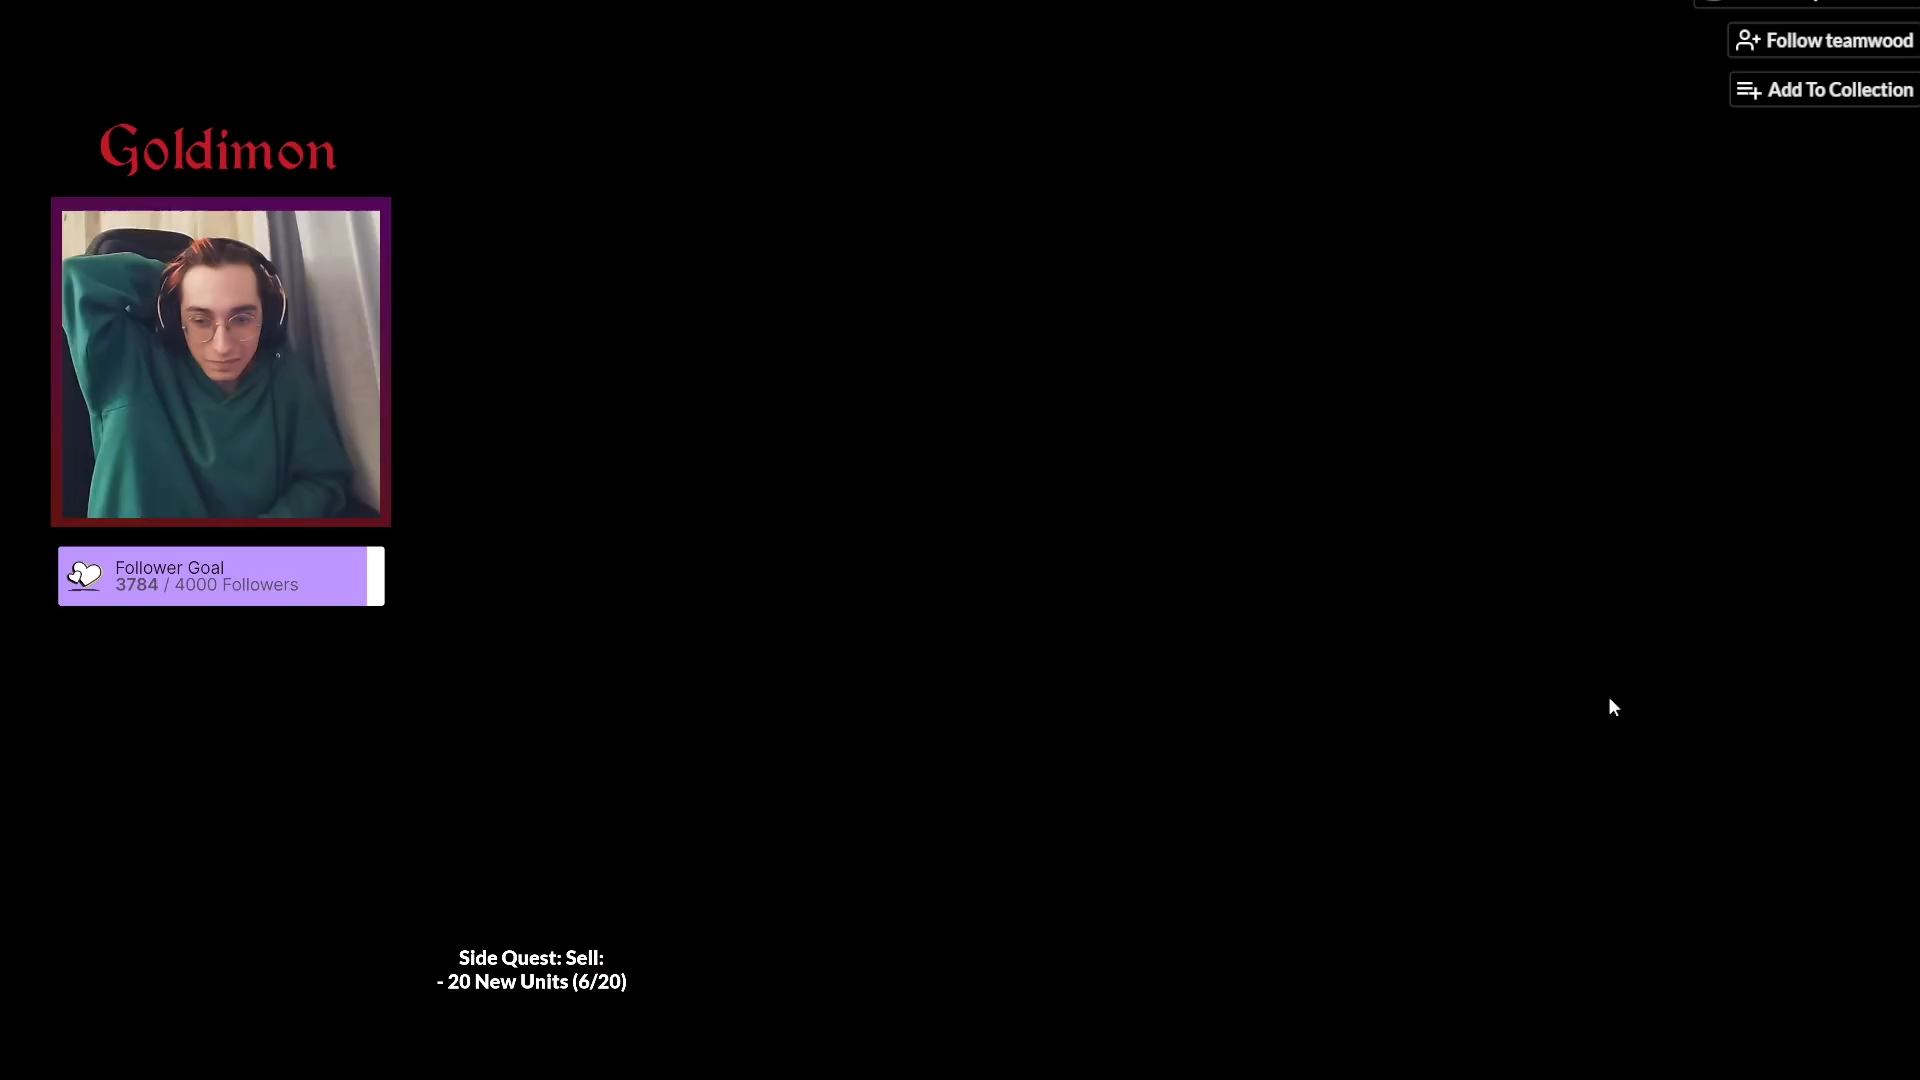 Follow teamwood
Add To Collection
Goldimon
Follower Goal
3784 / 4000 Followers
Side Quest: Sell:
- 20 New Units (6/20)